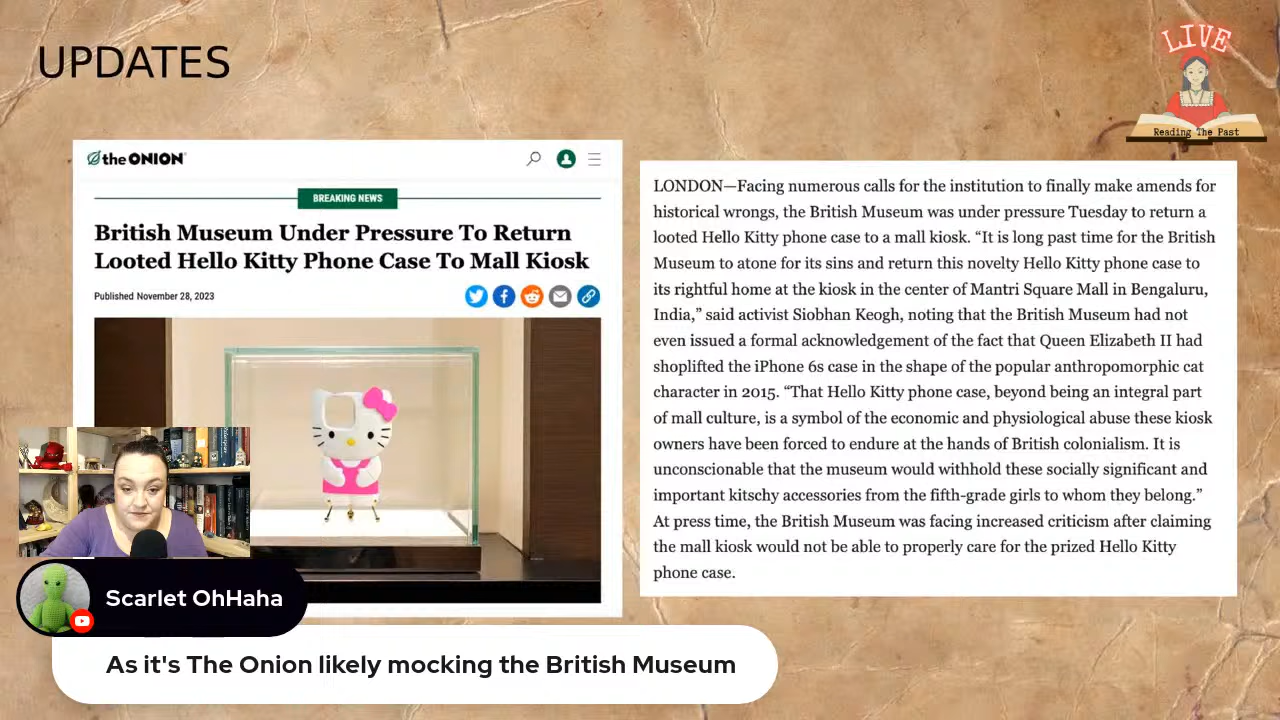 UPDATES
LIVE
Reading The Past
the ONION
BREAKING NEWS
British Museum Under Pressure To Return
Looted Hello Kitty Phone Case To Mall Kiosk
Published November 28, 2023
LONDON—Facing numerous calls for the institution to finally make amends for
historical wrongs, the British Museum was under pressure Tuesday to return a
looted Hello Kitty phone case to a mall kiosk. “It is long past time for the British
Museum to atone for its sins and return this novelty Hello Kitty phone case to
its rightful home at the kiosk in the center of Mantri Square Mall in Bengaluru,
India,” said activist Siobhan Keogh, noting that the British Museum had not
even issued a formal acknowledgement of the fact that Queen Elizabeth II had
shoplifted the iPhone 6s case in the shape of the popular anthropomorphic cat
character in 2015. “That Hello Kitty phone case, beyond being an integral part
of mall culture, is a symbol of the economic and physiological abuse these kiosk
owners have been forced to endure at the hands of British colonialism. It is
unconscionable that the museum would withhold these socially significant and
important kitschy accessories from the fifth-grade girls to whom they belong.”
At press time, the British Museum was facing increased criticism after claiming
the mall kiosk would not be able to properly care for the prized Hello Kitty
phone case.
Scarlet OhHaha
As it's The Onion likely mocking the British Museum